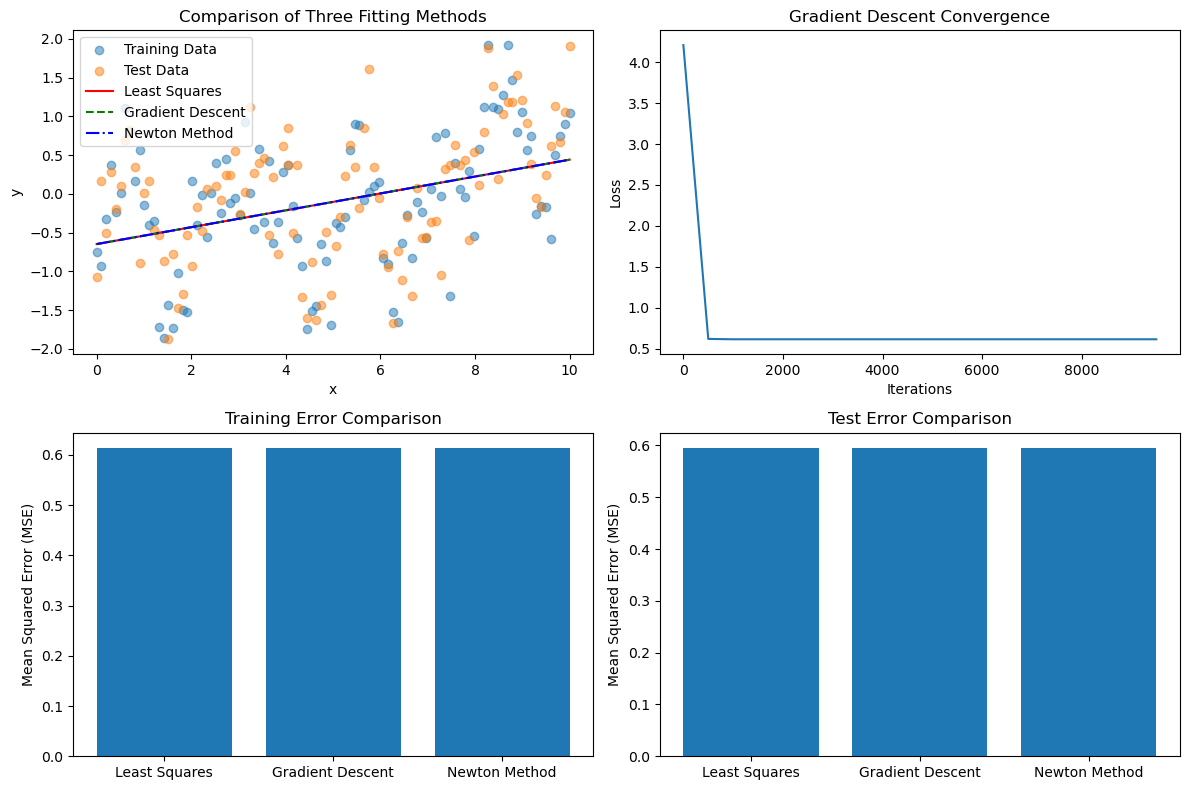 Comparison of Three Fitting Methods
2.0
1.5
1.0
0.5
0.0
−0.5
−1.0
−1.5
−2.0
y
Training Data
Test Data
Least Squares
Gradient Descent
Newton Method
0 2 4 6 8 10
x
Gradient Descent Convergence
4.0
3.5
3.0
2.5
2.0
1.5
1.0
0.5
Loss
0 2000 4000 6000 8000
Iterations
Training Error Comparison
0.6
0.5
0.4
0.3
0.2
0.1
0.0
Mean Squared Error (MSE)
Least Squares Gradient Descent Newton Method
Test Error Comparison
0.6
0.5
0.4
0.3
0.2
0.1
0.0
Mean Squared Error (MSE)
Least Squares Gradient Descent Newton Method